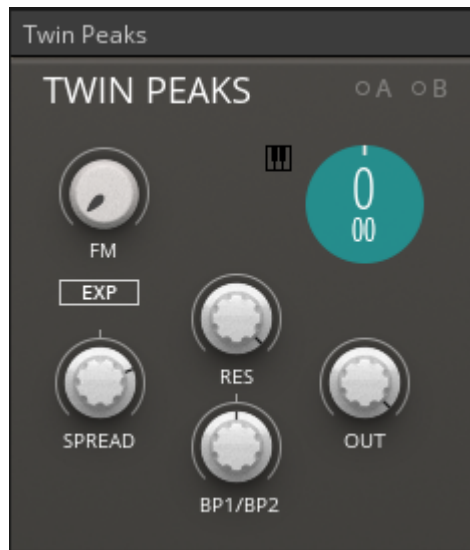 Twin Peaks
TWIN PEAKS
A B
0
00
FM
EXP
RES
SPREAD
OUT
BP1/BP2